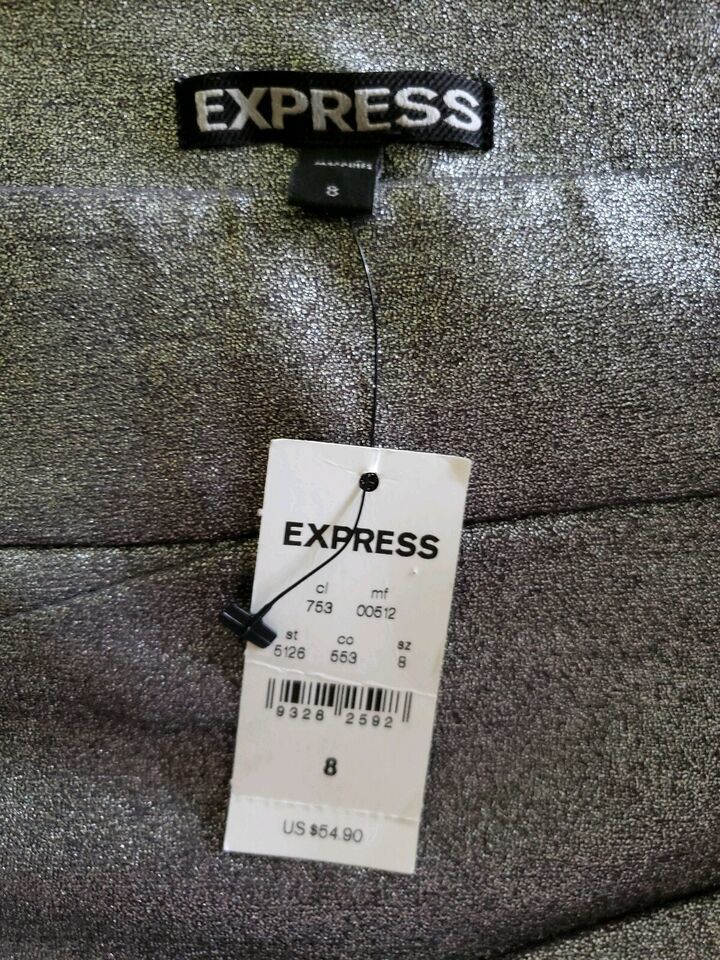 EXPRESS
8
EXPRESS
cl mf
753 00512
st co sz
5126 553 8
9328 2592
8
US $54.90